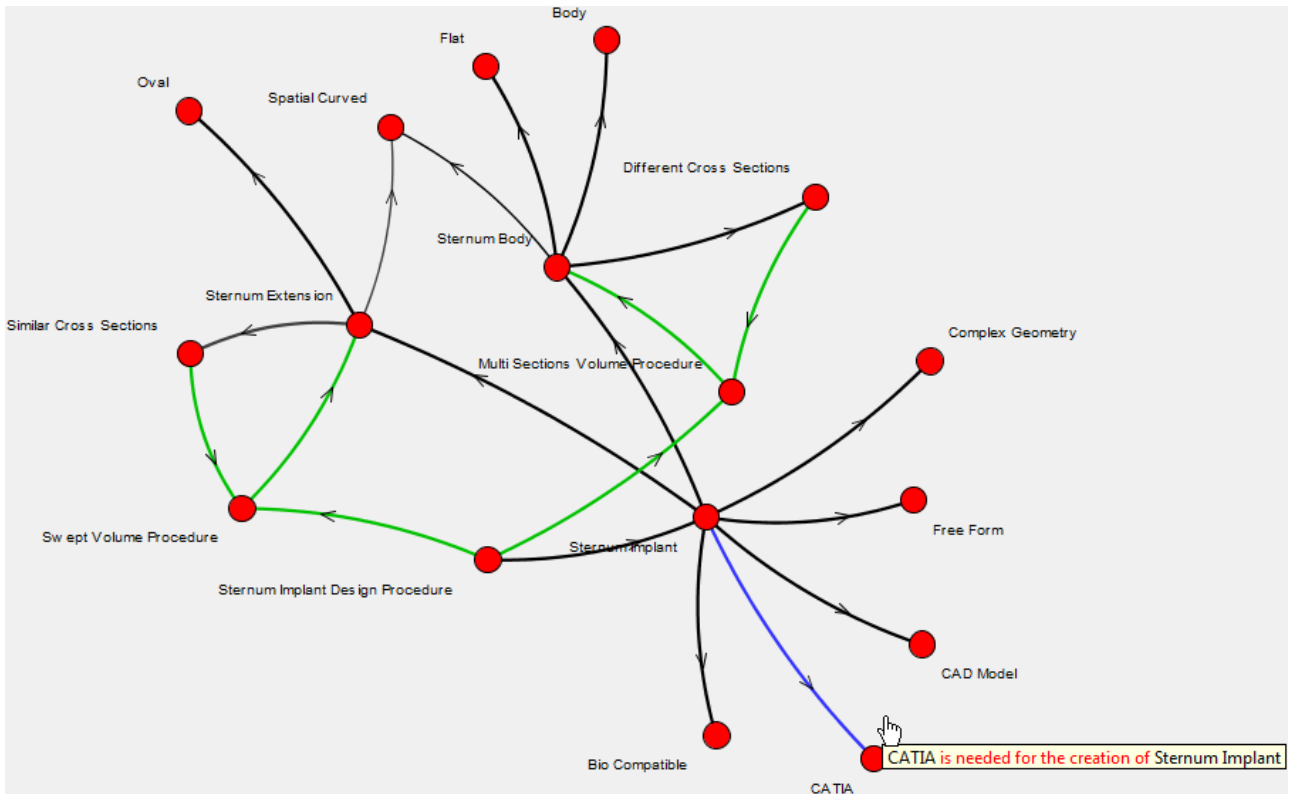 Body
Flat
Oval
Spatial Curved
Different Cross Sections
Sternum Body
Sternum Extension
Similar Cross Sections
Complex Geometry
Multi Sections Volume Procedure
Free Form
Swept Volume Procedure
Sternum Implant
Sternum Implant Design Procedure
CAD Model
CATIA is needed for the creation of Sternum Implant
Bio Compatible
CATIA